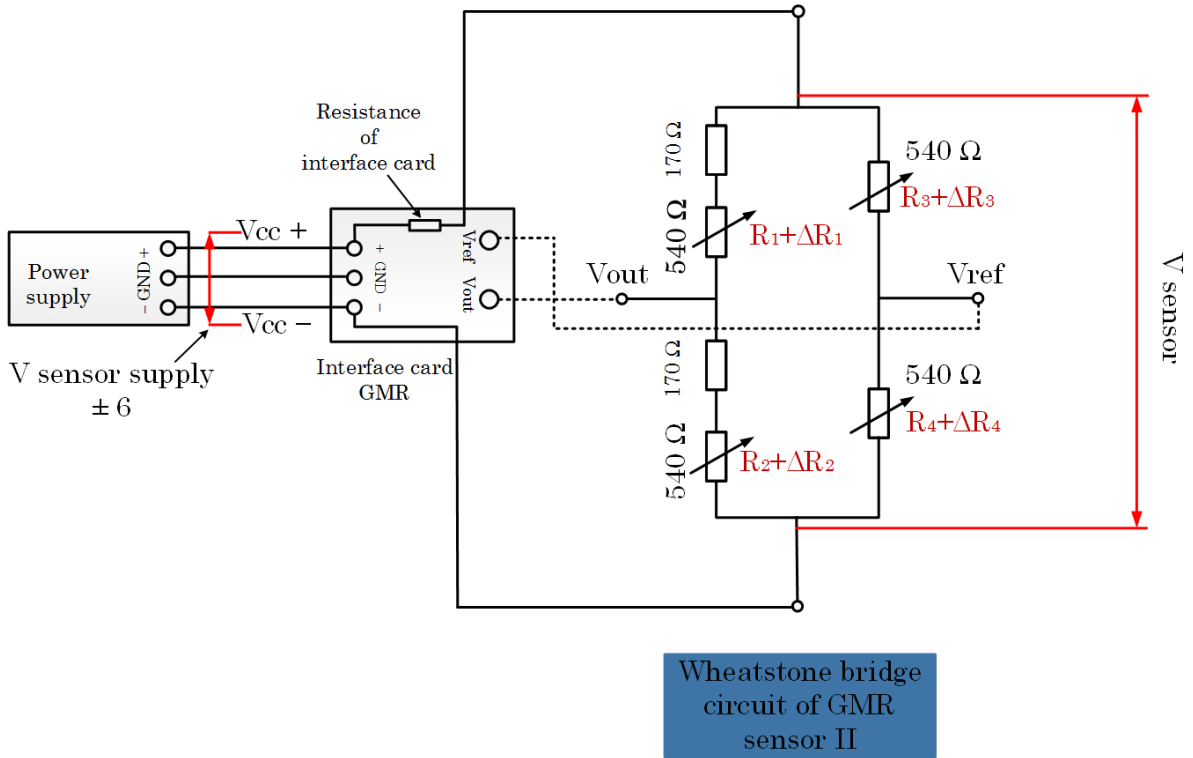 Resistance
of
interface card
Vcc +
Power
supply
+
GND
−
Vcc −
V sensor supply
± 6
+
GND
−
Vref
Vout
Interface card
GMR
170 Ω
540 Ω
R₁+ΔR₁
540 Ω
R₃+ΔR₃
Vout
Vref
170 Ω
540 Ω
R₂+ΔR₂
540 Ω
R₄+ΔR₄
V sensor
Wheatstone bridge
circuit of GMR
sensor II